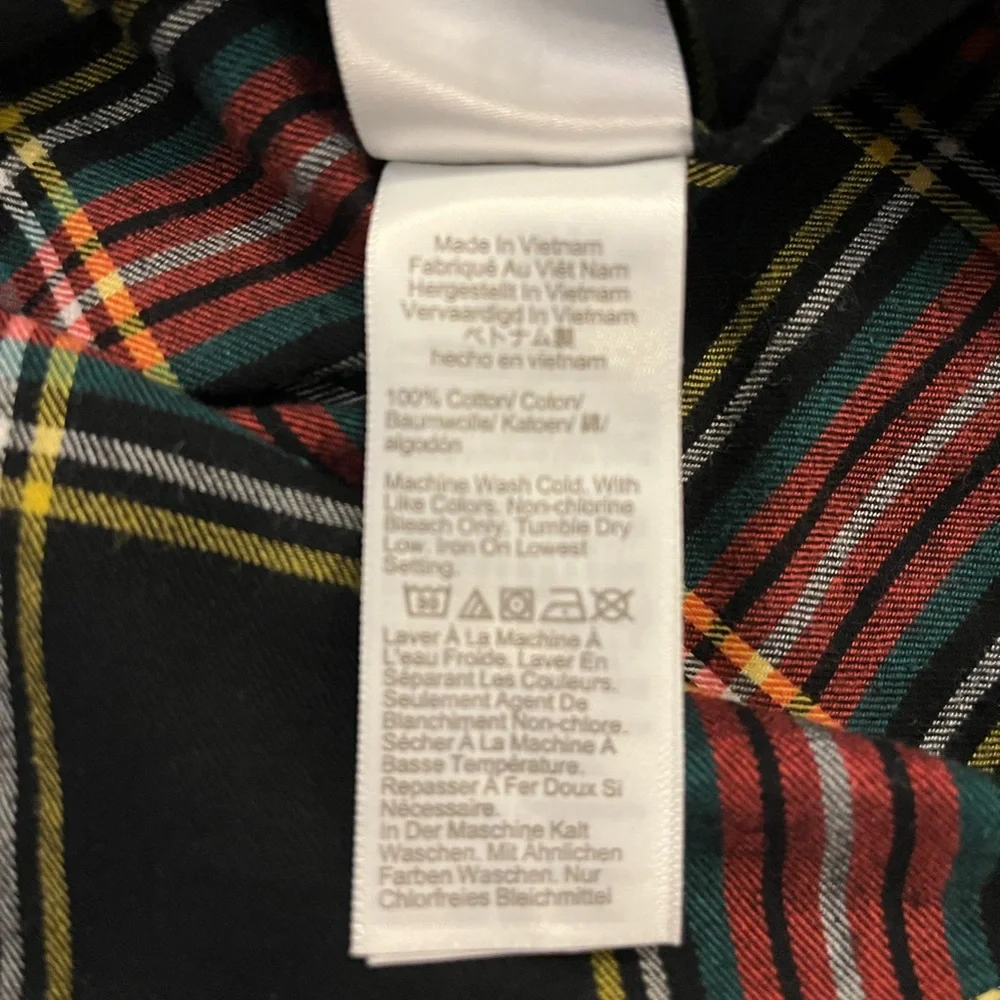 Made In Vietnam
Fabriqué Au Viêt Nam
Hergestellt In Vietnam
Vervaardigd In Vietnam
ベトナム製
hecho en vietnam
100% Cotton/ Coton/
Baumwolle/ Katoen/ 綿/
algodón
Machine Wash Cold. With
Like Colors. Non-chlorine
Bleach Only. Tumble Dry
Low. Iron On Lowest
Setting.
30
Laver À La Machine À
L'eau Froide. Laver En
Séparant Les Couleurs.
Seulement Agent De
Blanchiment Non-chlore.
Sécher À La Machine À
Basse Température.
Repasser À Fer Doux Si
Nécessaire.
In Der Maschine Kalt
Waschen. Mit Ähnlichen
Farben Waschen. Nur
Chlorfreies Bleichmittel